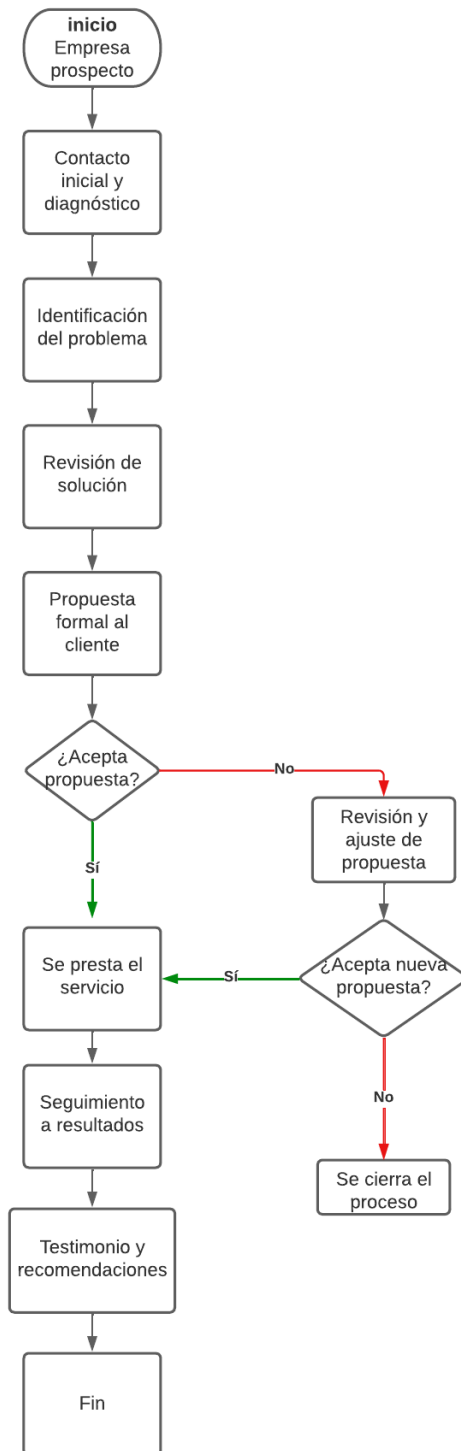 inicio
Empresa
prospecto
Contacto
inicial y
diagnóstico
Identificación
del problema
Revisión de
solución
Propuesta
formal al
cliente
¿Acepta
propuesta?
No
Revisión y
ajuste de
propuesta
Sí
¿Acepta nueva
propuesta?
Sí
Se presta el
servicio
No
Seguimiento
a resultados
Se cierra el
proceso
Testimonio y
recomendaciones
Fin